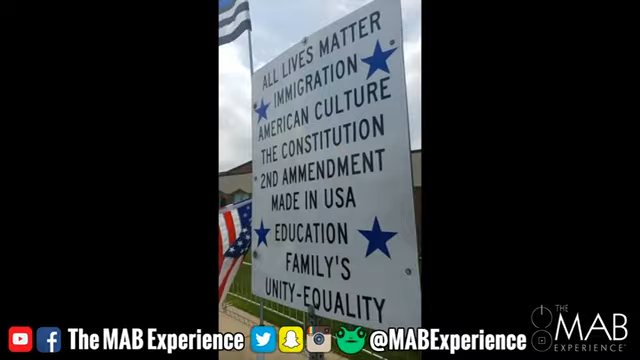 ALL LIVES MATTER
IMMIGRATION
AMERICAN CULTURE
THE CONSTITUTION
2ND AMMENDMENT
MADE IN USA
EDUCATION
FAMILY'S
UNITY-EQUALITY
The MAB Experience @MABExperience
THE
MAB
EXPERIENCE